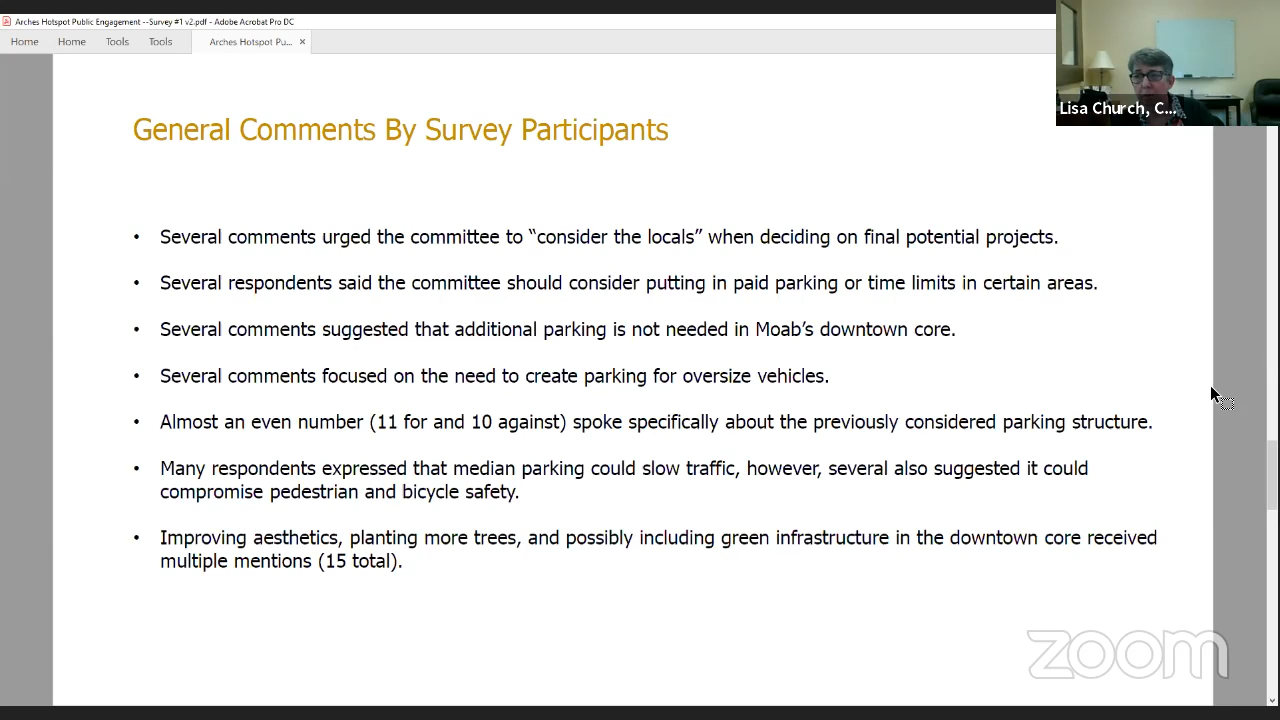 Arches Hotspot Public Engagement --Survey #1 v2.pdf - Adobe Acrobat Pro DC
Home Home Tools Tools Arches Hotspot Pu... ×
Lisa Church, C...
General Comments By Survey Participants
• Several comments urged the committee to “consider the locals” when deciding on final potential projects.
• Several respondents said the committee should consider putting in paid parking or time limits in certain areas.
• Several comments suggested that additional parking is not needed in Moab’s downtown core.
• Several comments focused on the need to create parking for oversize vehicles.
• Almost an even number (11 for and 10 against) spoke specifically about the previously considered parking structure.
• Many respondents expressed that median parking could slow traffic, however, several also suggested it could
compromise pedestrian and bicycle safety.
• Improving aesthetics, planting more trees, and possibly including green infrastructure in the downtown core received
multiple mentions (15 total).
zoom